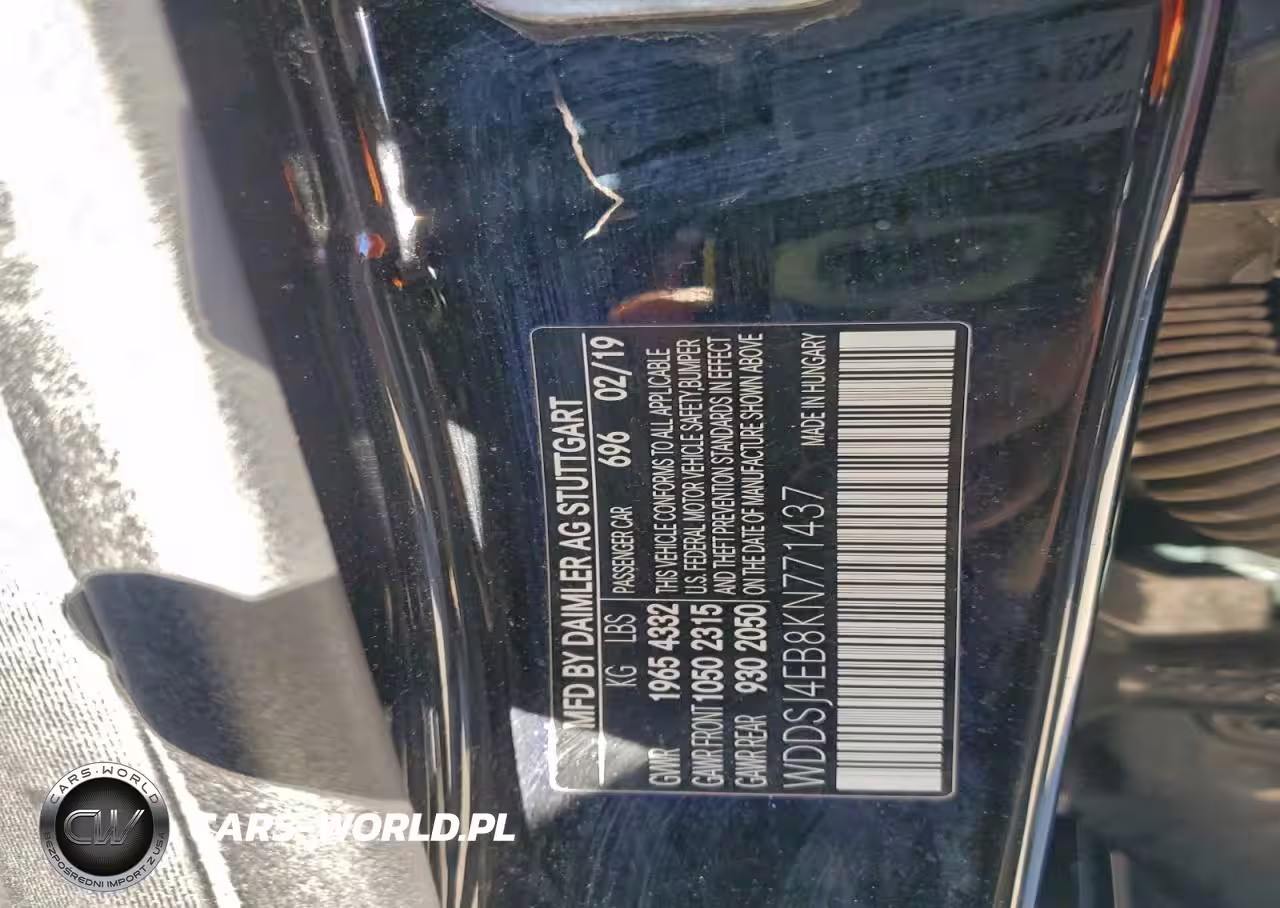 MFD BY DAIMLER AG STUTTGART
KG LBS PASSENGER CAR 696 02/19
GVWR 1965 4332 THIS VEHICLE CONFORMS TO ALL APPLICABLE
GAWR FRONT 1050 2315 U.S. FEDERAL MOTOR VEHICLE SAFETY, BUMPER
GAWR REAR 930 2050 AND THEFT PREVENTION STANDARDS IN EFFECT
ON THE DATE OF MANUFACTURE SHOWN ABOVE
WDDSJ4EB8KN771437 MADE IN HUNGARY
CARS-WORLD
CW
BEZPOŚREDNI IMPORT Z USA
CARS-WORLD.PL